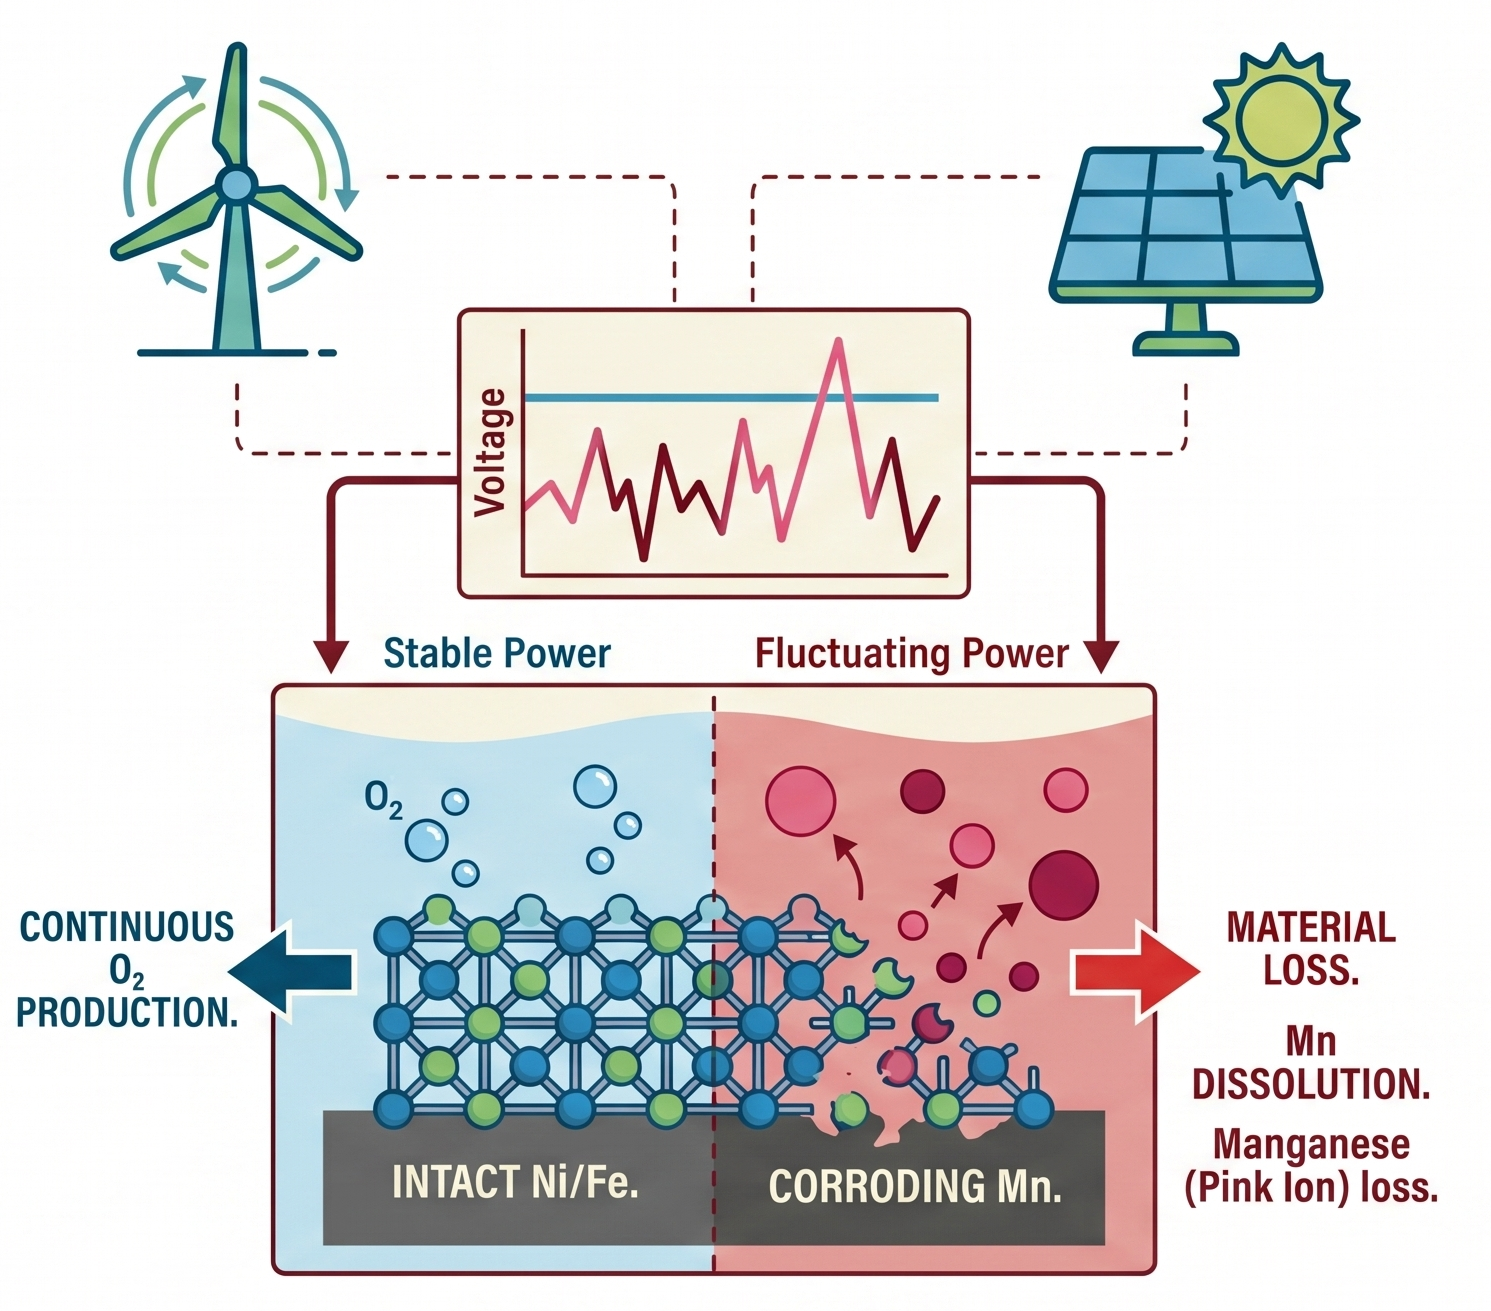 Voltage
Stable Power
Fluctuating Power
O₂
CONTINUOUS
O₂
PRODUCTION.
MATERIAL
LOSS.
Mn
DISSOLUTION.
Manganese
(Pink Ion) loss.
INTACT Ni/Fe.
CORRODING Mn.